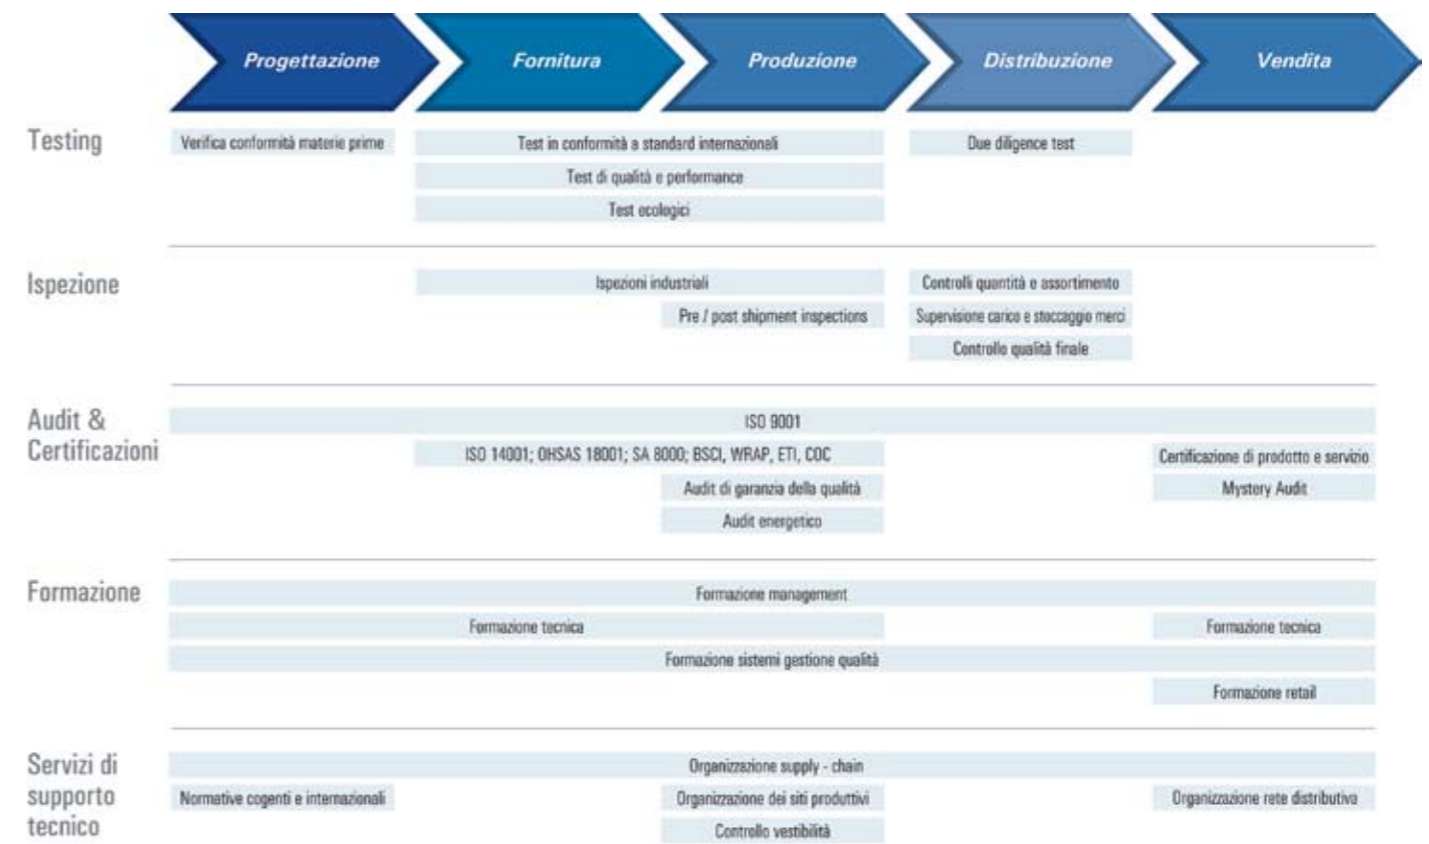 Progettazione
Fornitura
Produzione
Distribuzione
Vendita
Testing
Verifica conformità materie prime
Test in conformità a standard internazionali
Due diligence test
Test di qualità e performance
Test ecologici
Ispezione
Ispezioni industriali
Controlli quantità e assortimento
Pre / post shipment inspections
Supervisione carico e stoccaggio merci
Controllo qualità finale
Audit &
Certificazioni
ISO 9001
ISO 14001; OHSAS 18001; SA 8000; BSCI, WRAP, ETI, COC
Certificazione di prodotto e servizio
Audit di garanzia della qualità
Mystery Audit
Audit energetico
Formazione
Formazione management
Formazione tecnica
Formazione tecnica
Formazione sistemi gestione qualità
Formazione retail
Servizi di
supporto
tecnico
Organizzazione supply - chain
Normative cogenti e internazionali
Organizzazione dei siti produttivi
Organizzazione rete distributiva
Controllo vestibilità